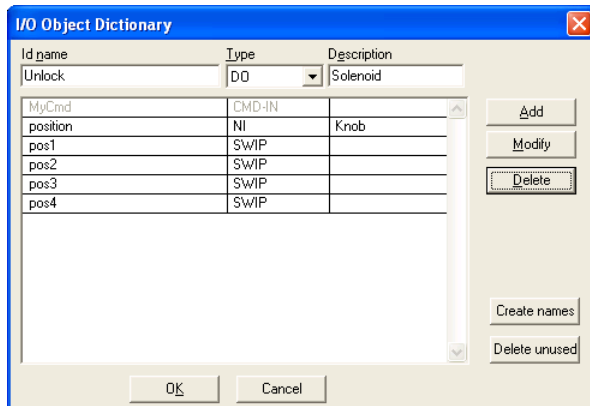 I/O Object Dictionary
Id name Type Description
Unlock DO Solenoid
MyCmd CMD-IN
position NI Knob
pos1 SWIP
pos2 SWIP
pos3 SWIP
pos4 SWIP
Add
Modify
Delete
Create names
Delete unused
OK Cancel